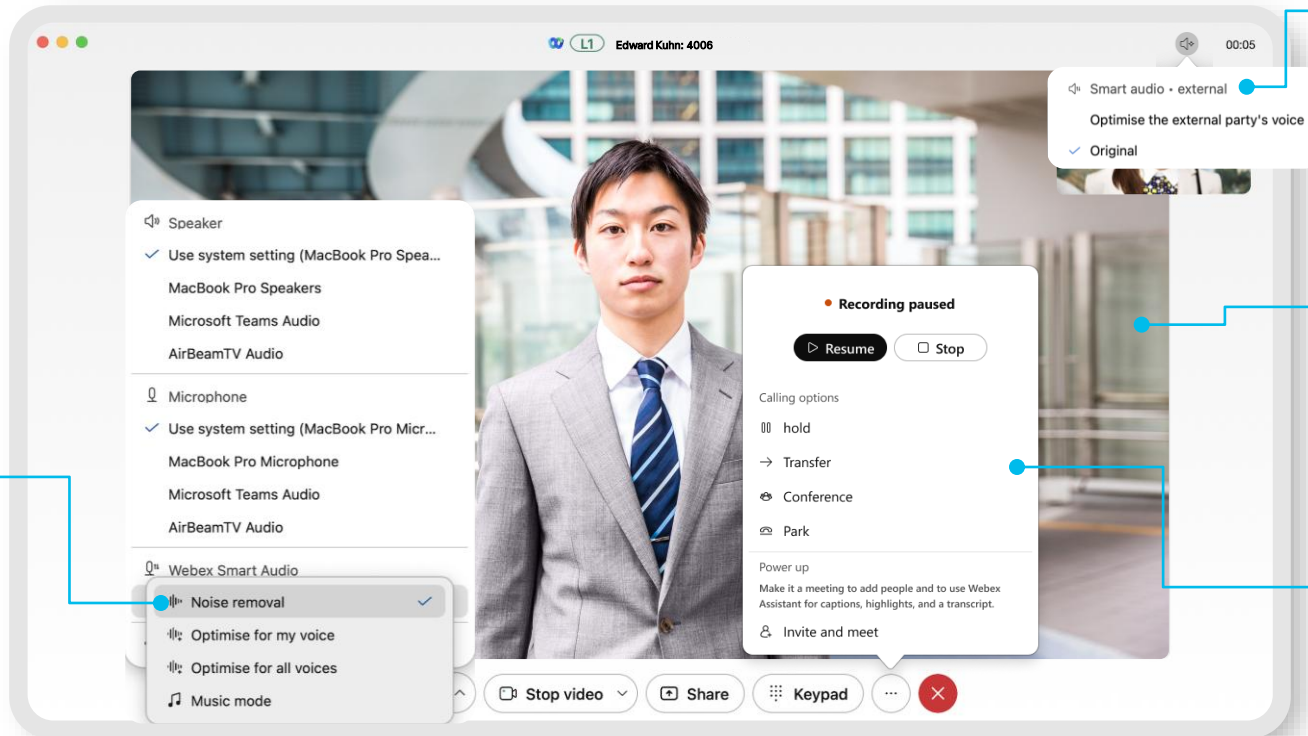 L1 Edward Kuhn: 4006
00:05
Smart audio • external
Optimise the external party's voice
Original
Speaker
Use system setting (MacBook Pro Spea...
MacBook Pro Speakers
Microsoft Teams Audio
AirBeamTV Audio
Microphone
Use system setting (MacBook Pro Micr...
MacBook Pro Microphone
Microsoft Teams Audio
AirBeamTV Audio
Webex Smart Audio
Noise removal
Optimise for my voice
Optimise for all voices
Music mode
Recording paused
Resume
Stop
Calling options
hold
Transfer
Conference
Park
Power up
Make it a meeting to add people and to use Webex
Assistant for captions, highlights, and a transcript.
Invite and meet
Stop video
Share
Keypad